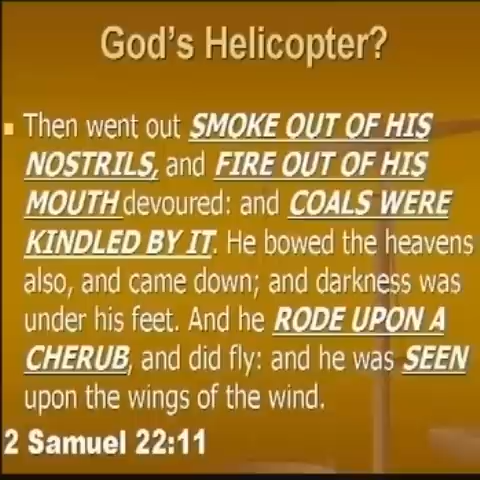 God's Helicopter?
Then went out SMOKE OUT OF HIS
NOSTRILS, and FIRE OUT OF HIS
MOUTH devoured: and COALS WERE
KINDLED BY IT. He bowed the heavens
also, and came down; and darkness was
under his feet. And he RODE UPON A
CHERUB, and did fly: and he was SEEN
upon the wings of the wind.
2 Samuel 22:11